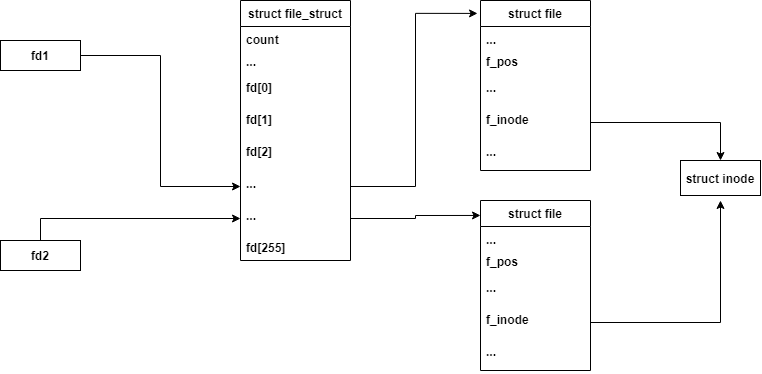 fd1
fd2
struct file_struct
count
...
fd[0]
fd[1]
fd[2]
...
...
fd[255]
struct file
...
f_pos
...
f_inode
...
struct file
...
f_pos
...
f_inode
...
struct inode